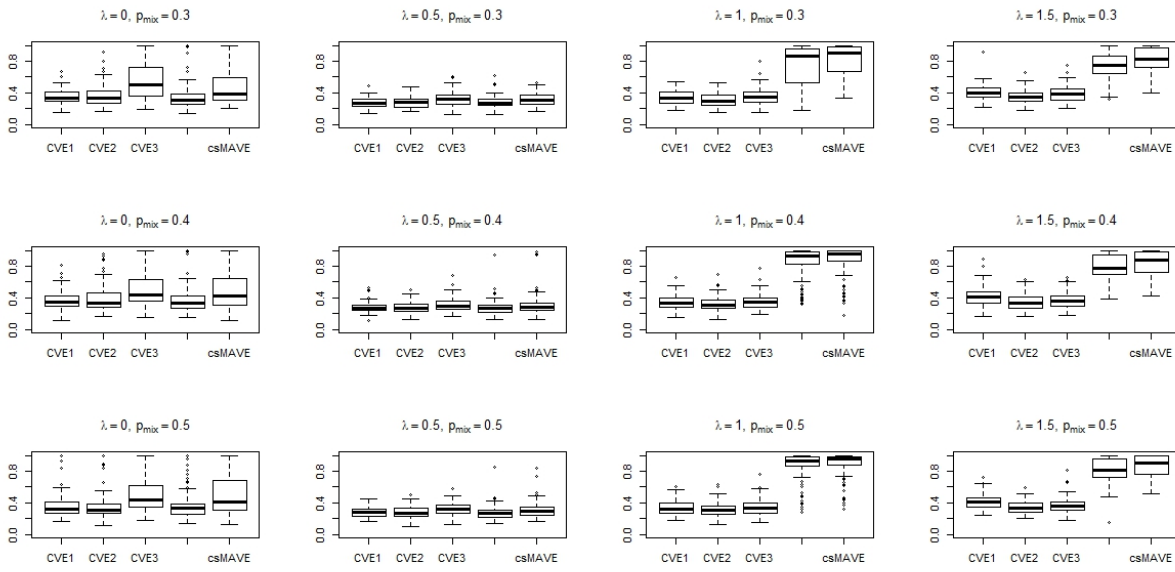 λ = 0, p_mix = 0.3
λ = 0.5, p_mix = 0.3
λ = 1, p_mix = 0.3
λ = 1.5, p_mix = 0.3
0.8
0.4
0.0
CVE1 CVE2 CVE3 csMAVE
0.8
0.4
0.0
CVE1 CVE2 CVE3 csMAVE
0.8
0.4
0.0
CVE1 CVE2 CVE3 csMAVE
0.8
0.4
0.0
CVE1 CVE2 CVE3 csMAVE
λ = 0, p_mix = 0.4
λ = 0.5, p_mix = 0.4
λ = 1, p_mix = 0.4
λ = 1.5, p_mix = 0.4
0.8
0.4
0.0
CVE1 CVE2 CVE3 csMAVE
0.8
0.4
0.0
CVE1 CVE2 CVE3 csMAVE
0.8
0.4
0.0
CVE1 CVE2 CVE3 csMAVE
0.8
0.4
0.0
CVE1 CVE2 CVE3 csMAVE
λ = 0, p_mix = 0.5
λ = 0.5, p_mix = 0.5
λ = 1, p_mix = 0.5
λ = 1.5, p_mix = 0.5
0.8
0.4
0.0
CVE1 CVE2 CVE3 csMAVE
0.8
0.4
0.0
CVE1 CVE2 CVE3 csMAVE
0.8
0.4
0.0
CVE1 CVE2 CVE3 csMAVE
0.8
0.4
0.0
CVE1 CVE2 CVE3 csMAVE